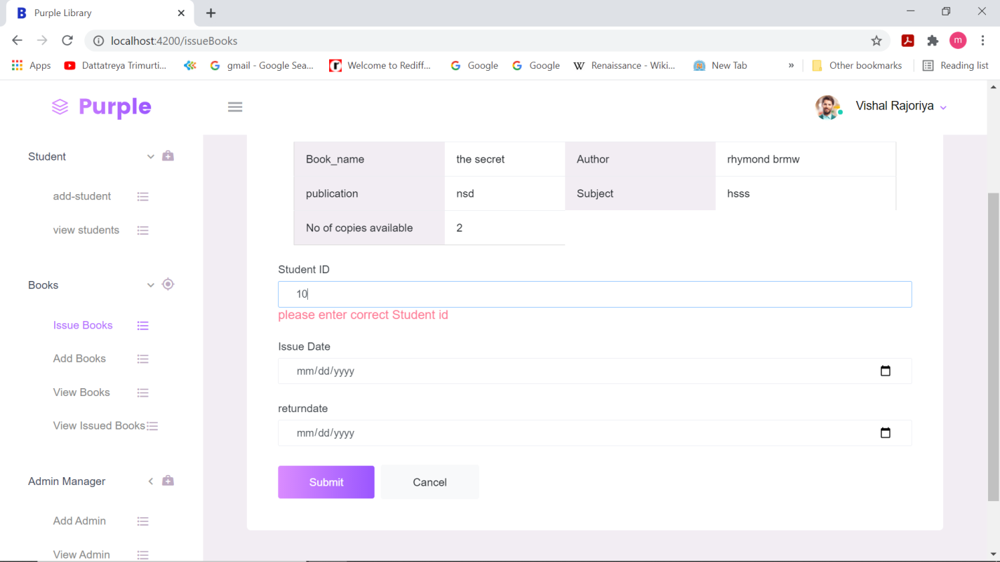 B Purple Library
localhost:4200/issueBooks
m
Apps Dattatreya Trimurti... gmail - Google Sea... Welcome to Rediff... Google Google W Renaissance - Wiki... New Tab » Other bookmarks Reading list
Purple
Vishal Rajoriya
Student
add-student
view students
Books
Issue Books
Add Books
View Books
View Issued Books
Admin Manager
Add Admin
View Admin
Book_name the secret Author rhymond brmw
publication nsd Subject hsss
No of copies available 2
Student ID
10
please enter correct Student id
Issue Date
mm/dd/yyyy
returndate
mm/dd/yyyy
Submit Cancel